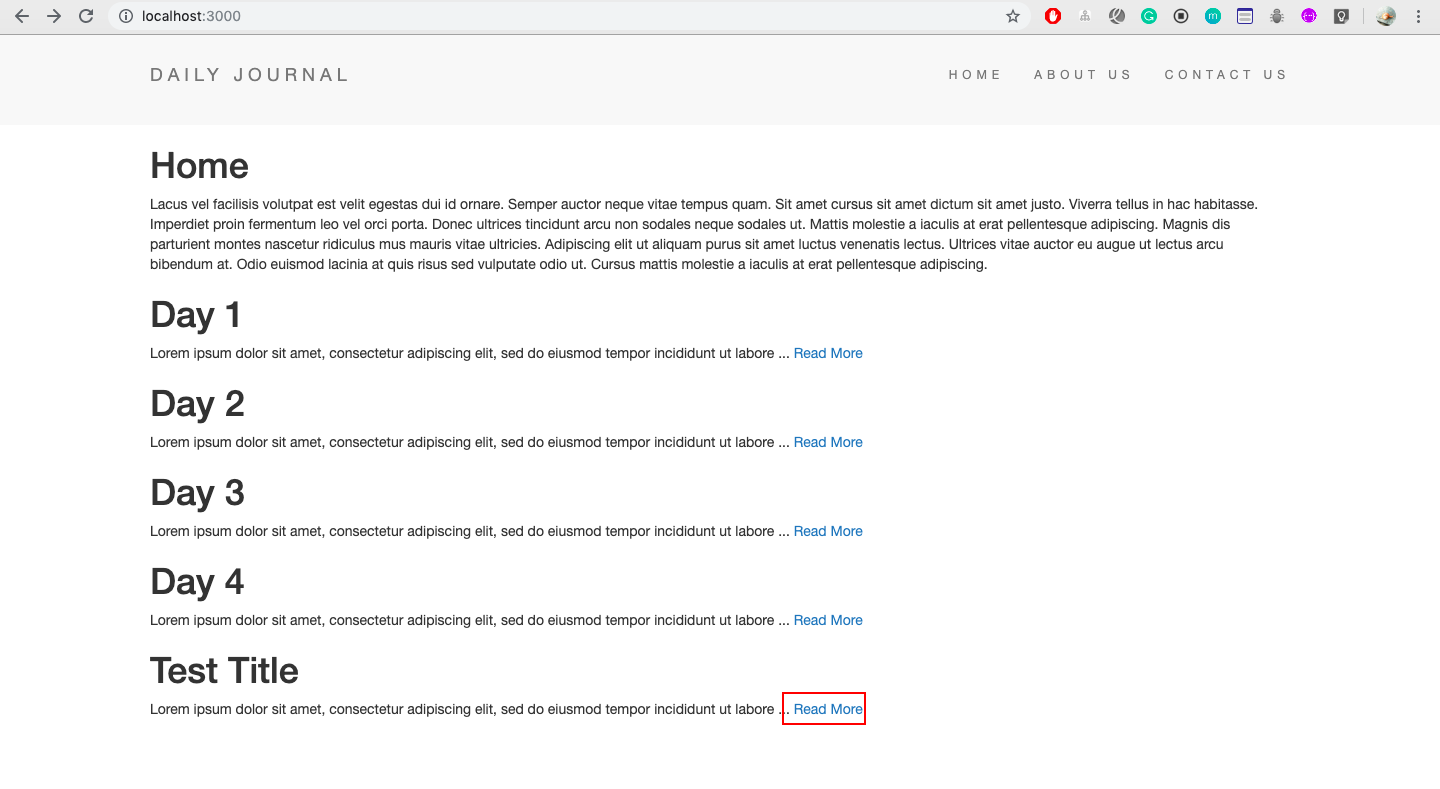 localhost:3000
DAILY JOURNAL
HOME ABOUT US CONTACT US
Home
Lacus vel facilisis volutpat est velit egestas dui id ornare. Semper auctor neque vitae tempus quam. Sit amet cursus sit amet dictum sit amet justo. Viverra tellus in hac habitasse.
Imperdiet proin fermentum leo vel orci porta. Donec ultrices tincidunt arcu non sodales neque sodales ut. Mattis molestie a iaculis at erat pellentesque adipiscing. Magnis dis
parturient montes nascetur ridiculus mus mauris vitae ultricies. Adipiscing elit ut aliquam purus sit amet luctus venenatis lectus. Ultrices vitae auctor eu augue ut lectus arcu
bibendum at. Odio euismod lacinia at quis risus sed vulputate odio ut. Cursus mattis molestie a iaculis at erat pellentesque adipiscing.
Day 1
Lorem ipsum dolor sit amet, consectetur adipiscing elit, sed do eiusmod tempor incididunt ut labore ... Read More
Day 2
Lorem ipsum dolor sit amet, consectetur adipiscing elit, sed do eiusmod tempor incididunt ut labore ... Read More
Day 3
Lorem ipsum dolor sit amet, consectetur adipiscing elit, sed do eiusmod tempor incididunt ut labore ... Read More
Day 4
Lorem ipsum dolor sit amet, consectetur adipiscing elit, sed do eiusmod tempor incididunt ut labore ... Read More
Test Title
Lorem ipsum dolor sit amet, consectetur adipiscing elit, sed do eiusmod tempor incididunt ut labore ... Read More